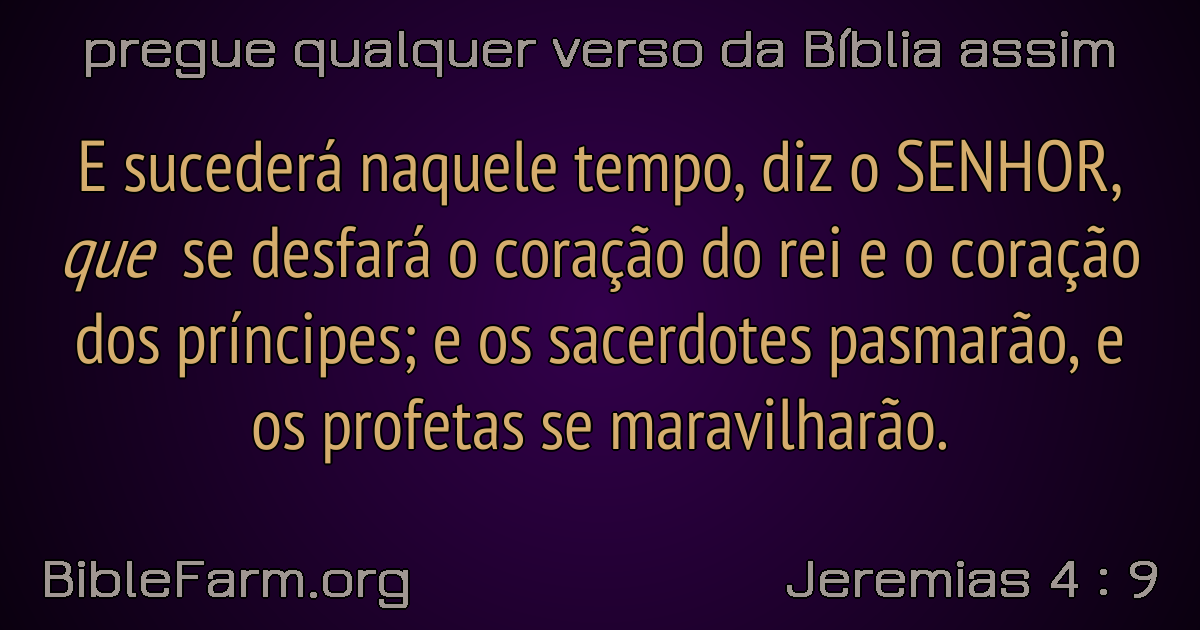 pregue qualquer verso da Bíblia assim
E sucederá naquele tempo, diz o SENHOR,
que se desfará o coração do rei e o coração
dos príncipes; e os sacerdotes pasmarão, e
os profetas se maravilharão.
BibleFarm.org
Jeremias 4 : 9